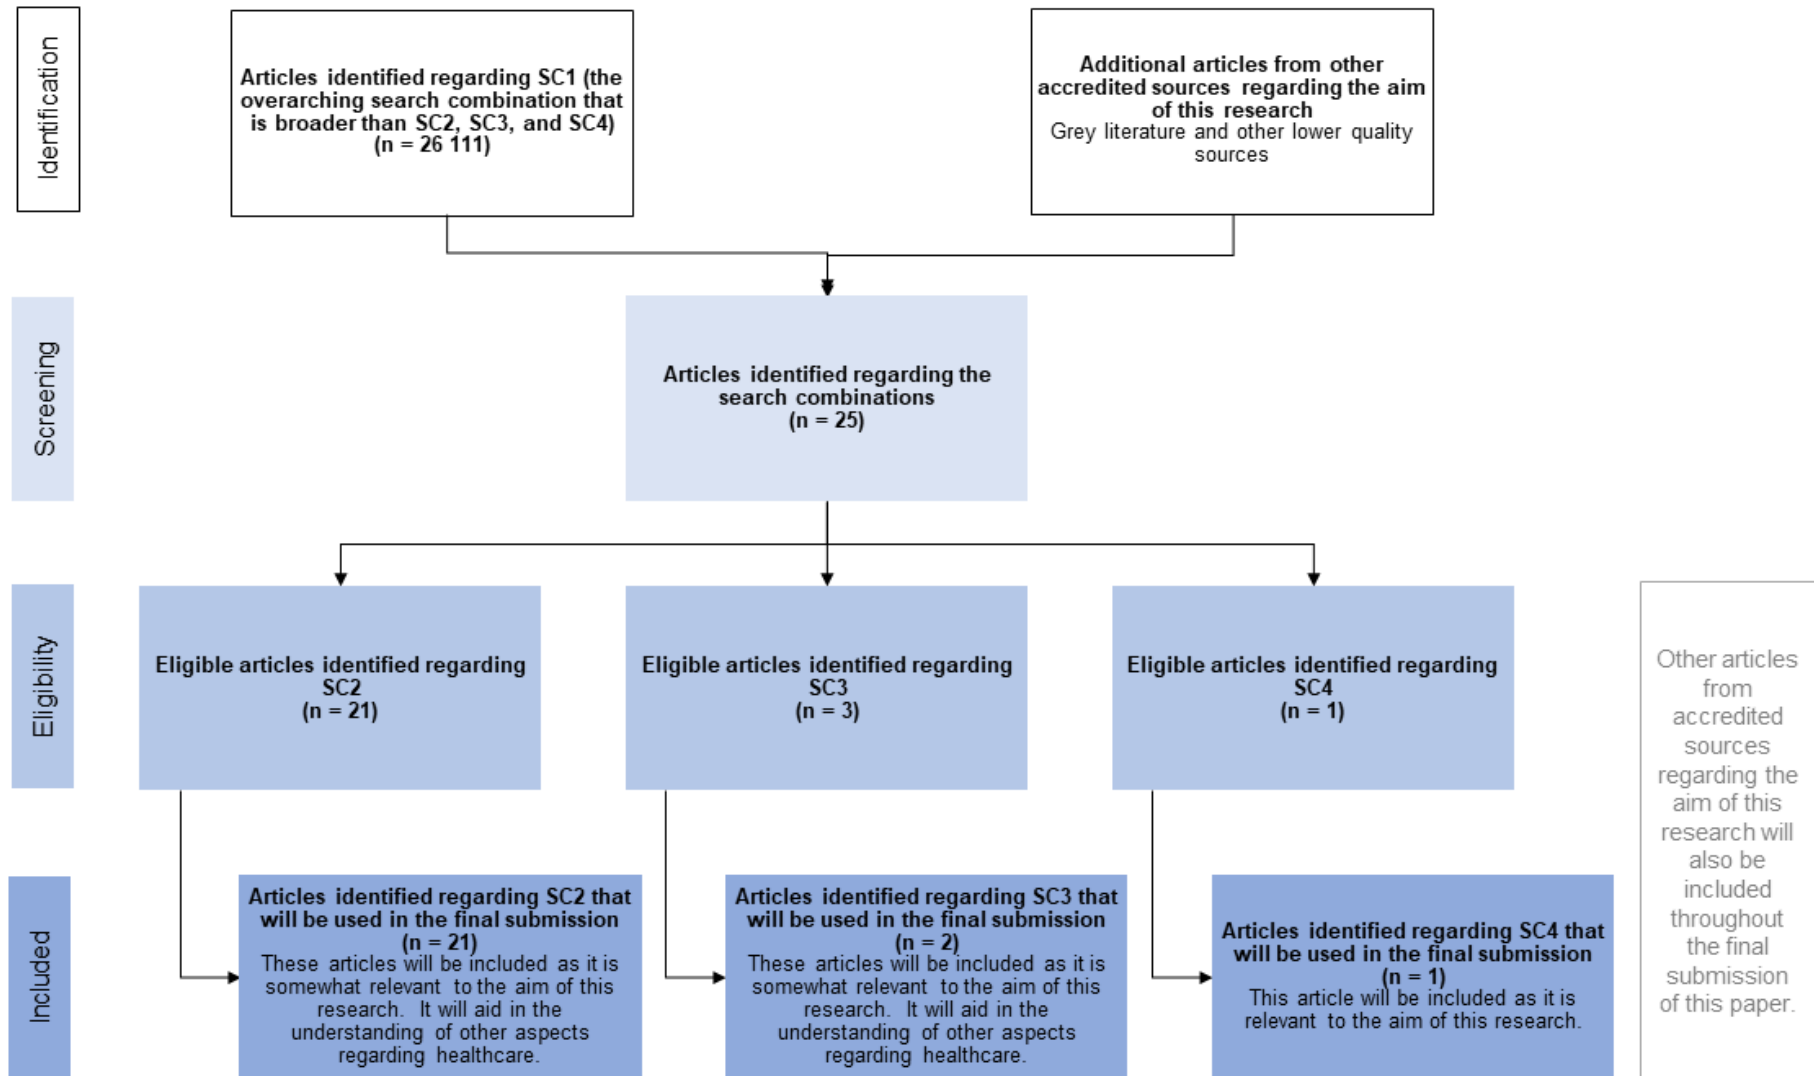 Identification
Articles identified regarding SC1 (the
overarching search combination that
is broader than SC2, SC3, and SC4)
(n = 26 111)
Additional articles from other
accredited sources regarding the aim
of this research
Grey literature and other lower quality
sources
Screening
Articles identified regarding the
search combinations
(n = 25)
Eligibility
Eligible articles identified regarding
SC2
(n = 21)
Eligible articles identified regarding
SC3
(n = 3)
Eligible articles identified regarding
SC4
(n = 1)
Other articles
from
accredited
sources
regarding the
aim of this
research will
also be
included
throughout
the final
submission
of this paper.
Included
Articles identified regarding SC2 that
will be used in the final submission
(n = 21)
These articles will be included as it is
somewhat relevant to the aim of this
research. It will aid in the
understanding of other aspects
regarding healthcare.
Articles identified regarding SC3 that
will be used in the final submission
(n = 2)
These articles will be included as it is
somewhat relevant to the aim of this
research. It will aid in the
understanding of other aspects
regarding healthcare.
Articles identified regarding SC4 that
will be used in the final submission
(n = 1)
This article will be included as it is
relevant to the aim of this research.